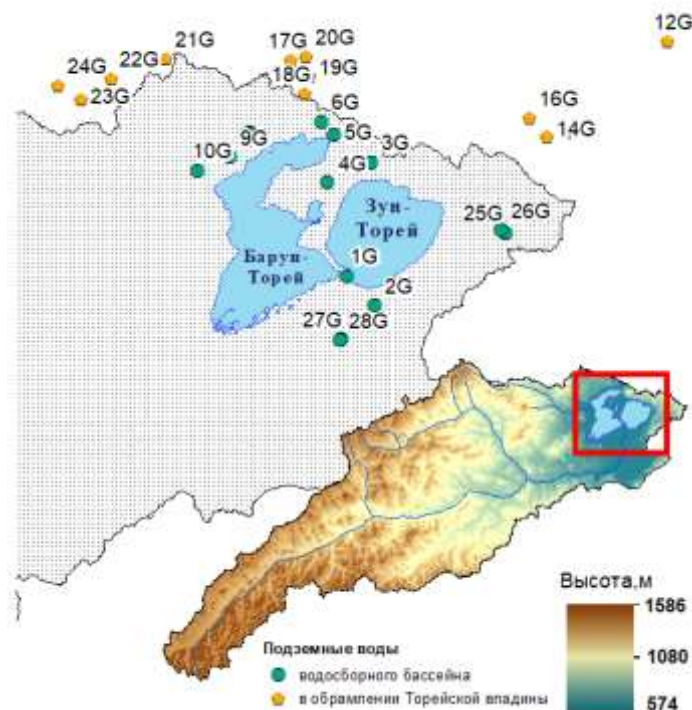 12G
21G
17G
20G
24G
22G
18G
19G
23G
16G
6G
14G
9G
5G
3G
10G
4G
Зун-
Торей
25G
26G
Барун-
Торей
1G
2G
27G
28G
Высота,м
1586
1080
574
Подземные воды
водосборного бассейна
в обрамлении Торейской впадины